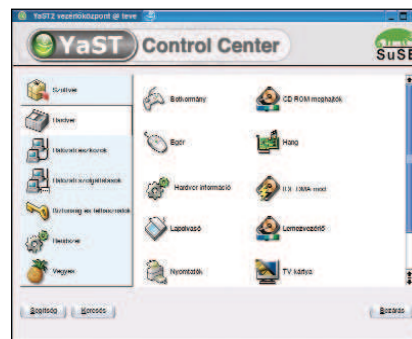 YaST2 vezérlőközpont @ teve
YaST Control Center
SuSE
Szoftver
Hardver
Hálózati eszközök
Hálózati szolgáltatások
Biztonság és felhasználók
Rendszer
Vegyes
Botkormány
CD ROM meghajtók
Egér
Hang
Hardver információ
IDE DMA mód
Lapolvasó
Lemezvezérlő
Nyomtatók
TV kártya
Segítség
Keresés
Bezárás